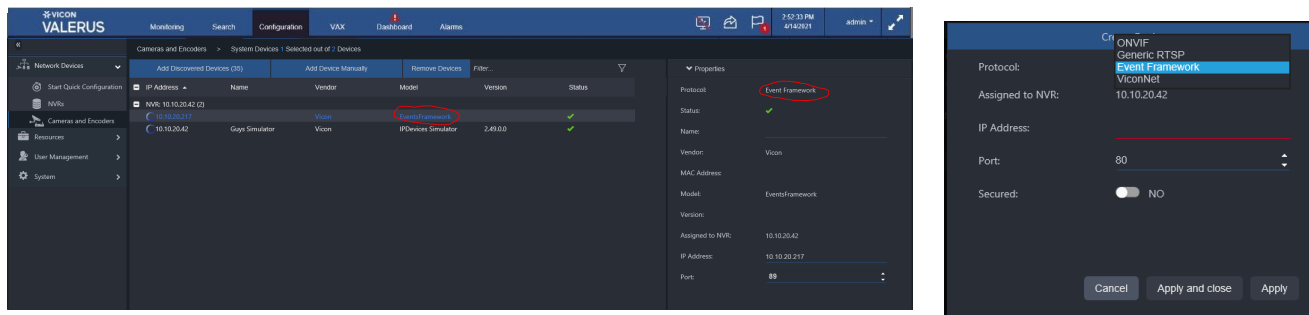 VICON
VALERUS
Monitoring Search Configuration VAX Dashboard Alarms
2:52:33 PM
4/14/2021
admin
1
Cameras and Encoders > System Devices 1 Selected out of 2 Devices
Network Devices
Start Quick Configuration
NVRs
Cameras and Encoders
Resources
User Management
System
Add Discovered Devices (35) Add Device Manually Remove Devices Filter...
IP Address Name Vendor Model Version Status
NVR: 10.10.20.42 (2)
10.10.20.217 Vicon EventsFramework
10.10.20.42 Guys Simulator Vicon IPDevices Simulator 2.49.0.0
Properties
Protocol: Event Framework
Status:
Name:
Vendor: Vicon
MAC Address:
Model: EventsFramework
Version:
Assigned to NVR: 10.10.20.42
IP Address: 10.10.20.217
Port: 89
ONVIF
Generic RTSP
Protocol: Event Framework
ViconNet
Assigned to NVR: 10.10.20.42
IP Address:
Port: 80
Secured: NO
Cancel Apply and close Apply